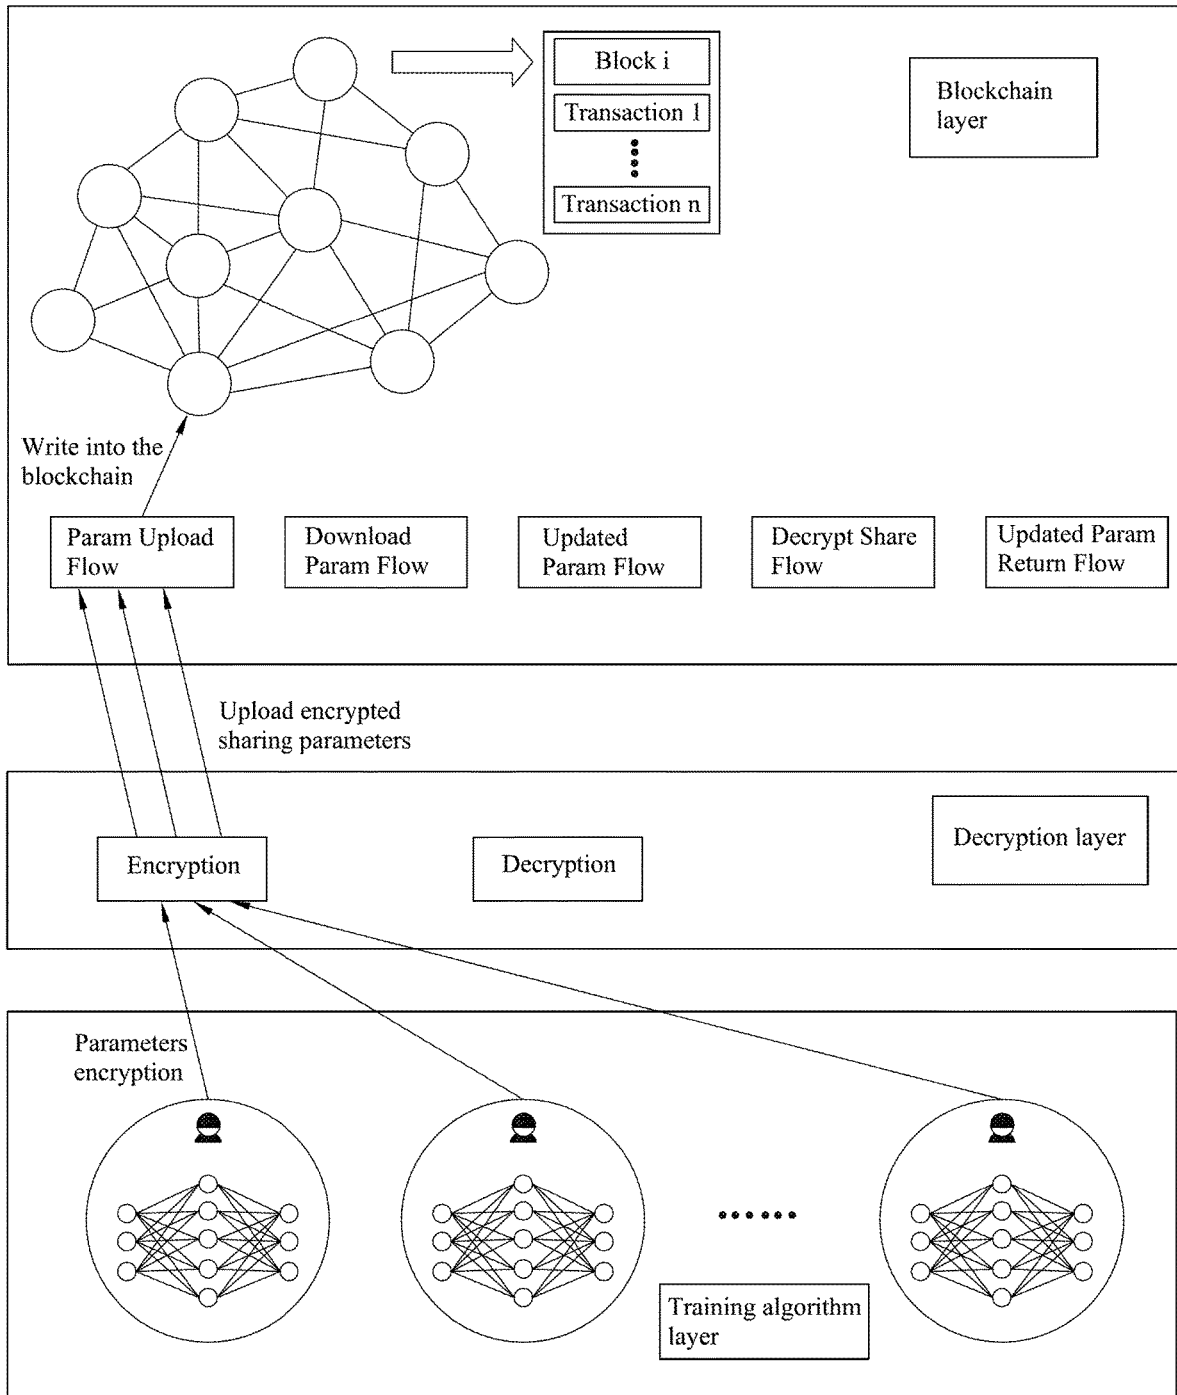 Block i
Transaction 1
Transaction n
Blockchain
layer
Write into the
blockchain
Param Upload
Flow
Download
Param Flow
Updated
Param Flow
Decrypt Share
Flow
Updated Param
Return Flow
Upload encrypted
sharing parameters
Encryption
Decryption
Decryption layer
Parameters
encryption
Training algorithm
layer